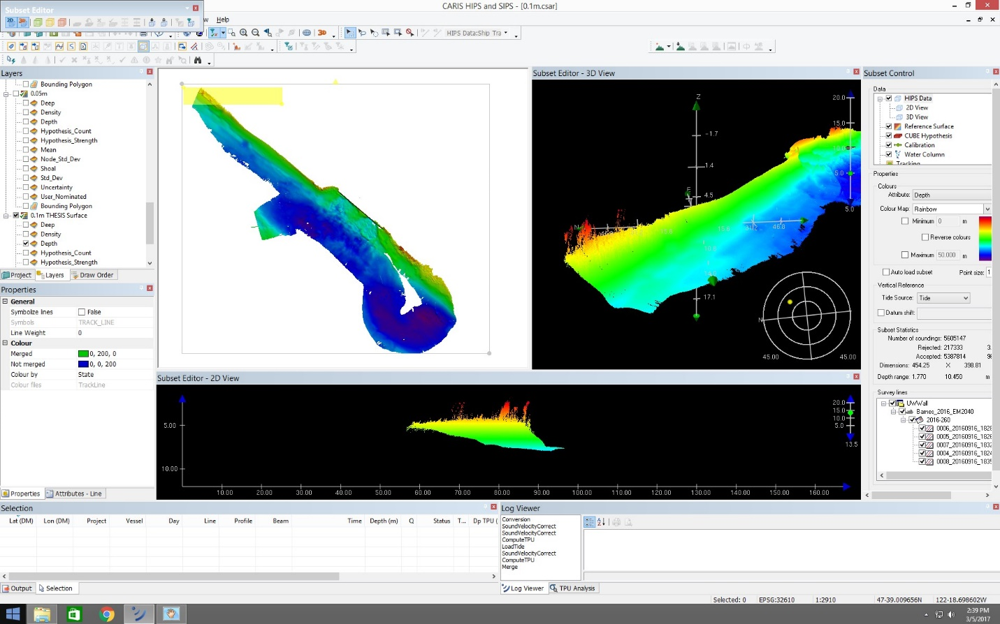 Subset Editor
CARIS HIPS and SIPS - [0.1m.csar]
w Help
3D HIPS Data:Ship Tra
Layers
Bounding Polygon
0.05m
Deep
Density
Depth
Hypothesis_Count
Hypothesis_Strength
Mean
Node_Std_Dev
Shoal
Std_Dev
Uncertainty
User_Nominated
Bounding Polygon
0.1m THESIS Surface
Deep
Density
Depth
Hypothesis_Count
Hypothesis_Strength
Project Layers Draw Order
Properties
General
Symbolize lines False
Symbols TRACK_LINE
Line Weight 0
Colour
Merged 0, 200, 0
Not merged 0, 0, 200
Colour by State
Colour files TrackLine
Properties Attributes - Line
Subset Editor - 3D View
Z
-1.7
1.4
E
4.5
N
15.6
46.8
17.1
20.0
15.0
10.0
5.0
5.0
N
45.00 45.00
Subset Editor - 2D View
5.00
10.00
10.00 20.00 30.00 40.00 50.00 60.00 70.00 80.00 90.00 100.00 110.00 120.00 130.00 140.00 150.00 160.00
20.0
15.0
10.0
5.0
13.5
Subset Control
Data
HIPS Data
2D View
3D View
Reference Surface
CUBE Hypothesis
Calibration
Water Column
Tracking
Properties
Colours
Attribute: Depth
Colour Map: Rainbow
Minimum 0 m
Reverse colours
Maximum 50.000 m
Auto load subset Point size: 1
Vertical Reference
Tide Source: Tide
Datum shift:
Subset Statistics
Number of soundings: 5605147
Rejected: 217333 3.
Accepted: 5387814
Dimensions: 454.25 X 398.81
Depth range: 1.770 10.450 m
Survey lines
UWWall
Barnes_2016_EM2040
2016-260
0006_20160916_1828
0005_20160916_1826
0007_20160916_1832
0004_20160916_1824
0008_20160916_1835
Selection
Lat (DM) Lon (DM) Project Vessel Day Line Profile Beam Time Depth (m) Q Status T... Dp TPU (
Output Selection
Log Viewer
Conversion
SoundVelocityCorrect
SoundVelocityCorrect
ComputeTPU
LoadTide
SoundVelocityCorrect
ComputeTPU
Merge
Log Viewer TPU Analysis
Selected: 0 EPSG:32610 1:2910 47-39.009656N 122-18.698602W
2:39 PM
3/5/2017